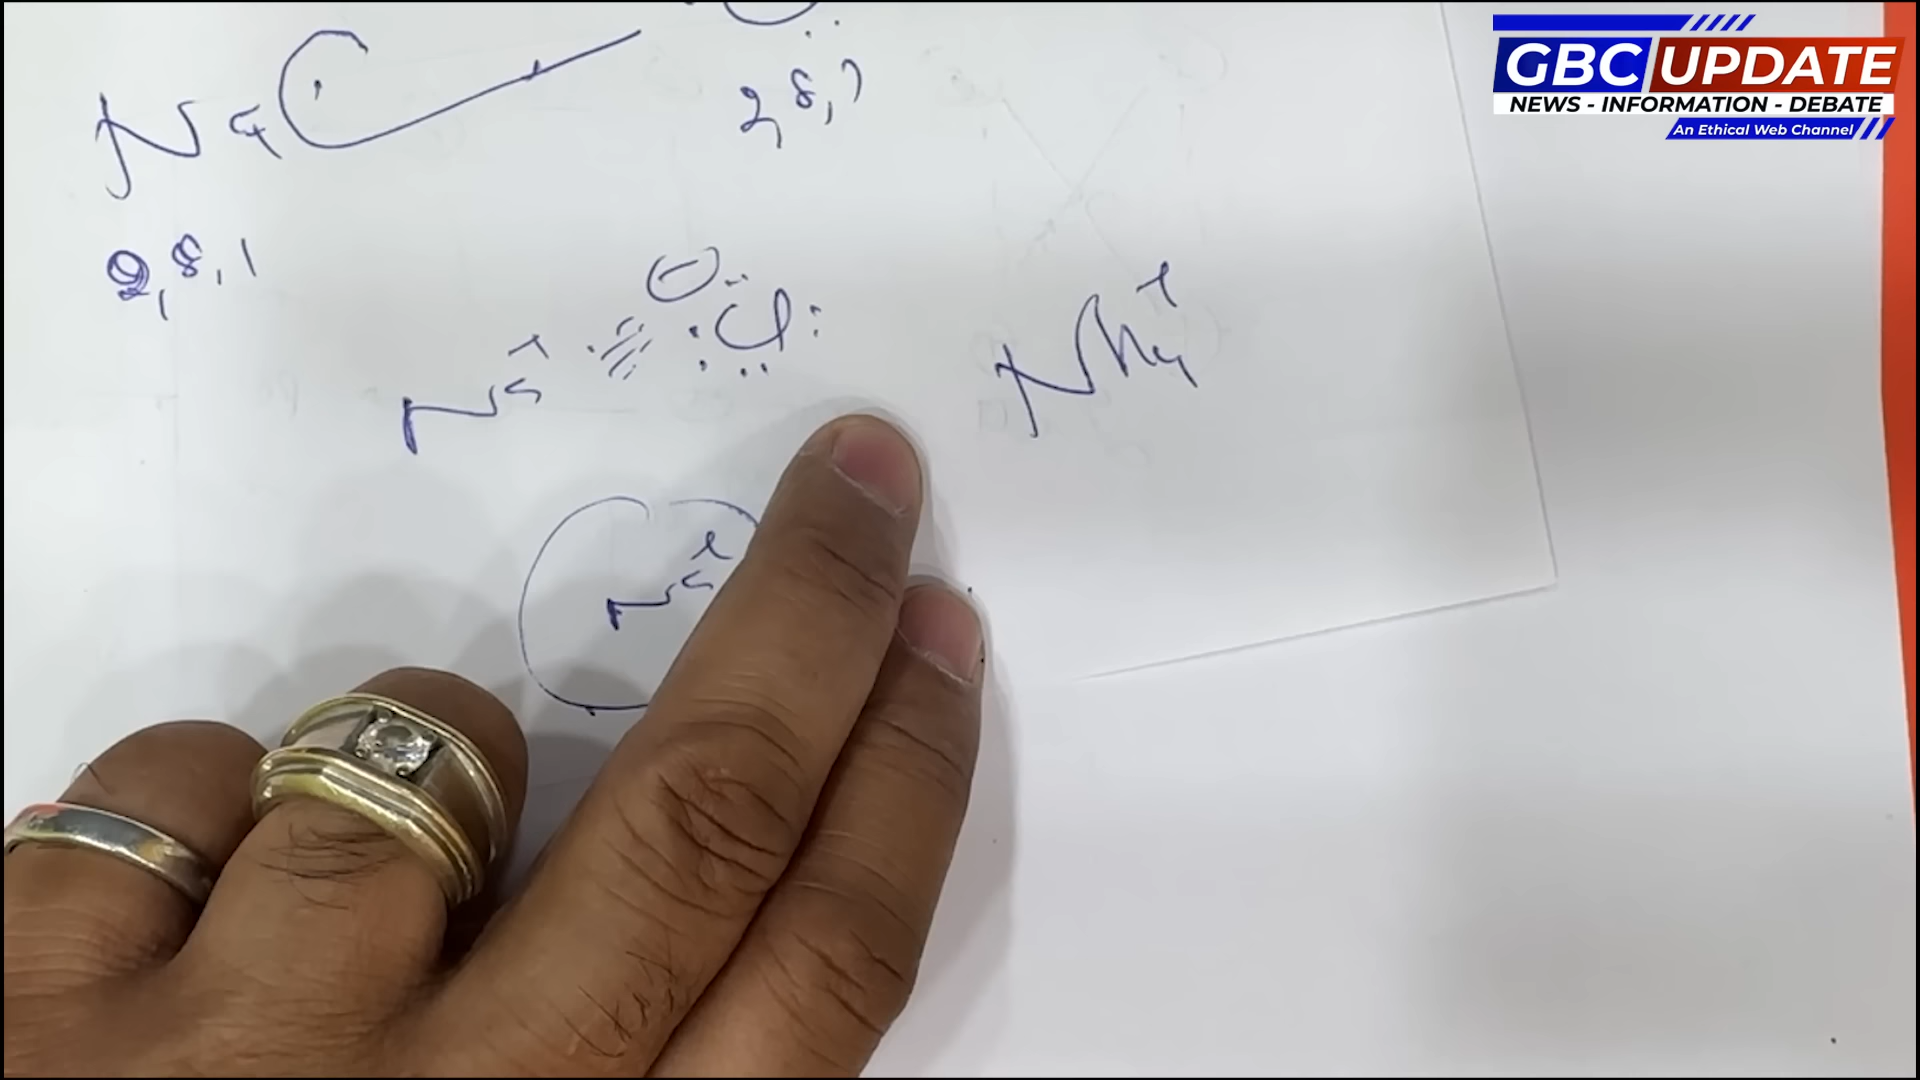 GBC UPDATE
NEWS - INFORMATION - DEBATE
An Ethical Web Channel
Na
2, 8, 7
2, 8, 1
Na+ Cl
NH4+
Na+